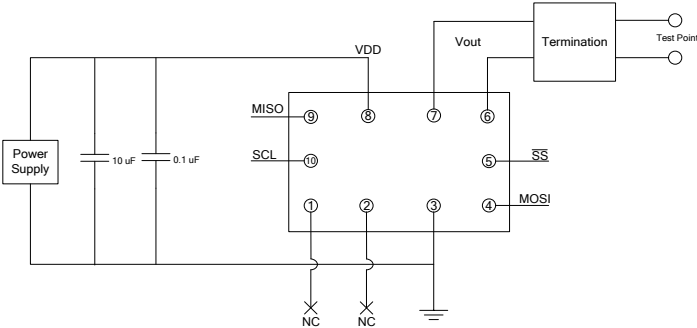 VDD
Vout
Termination
Test Point
MISO
9
8
7
6
Power
Supply
10 uF
0.1 uF
SCL
10
5
SS
1
2
3
4
MOSI
NC
NC